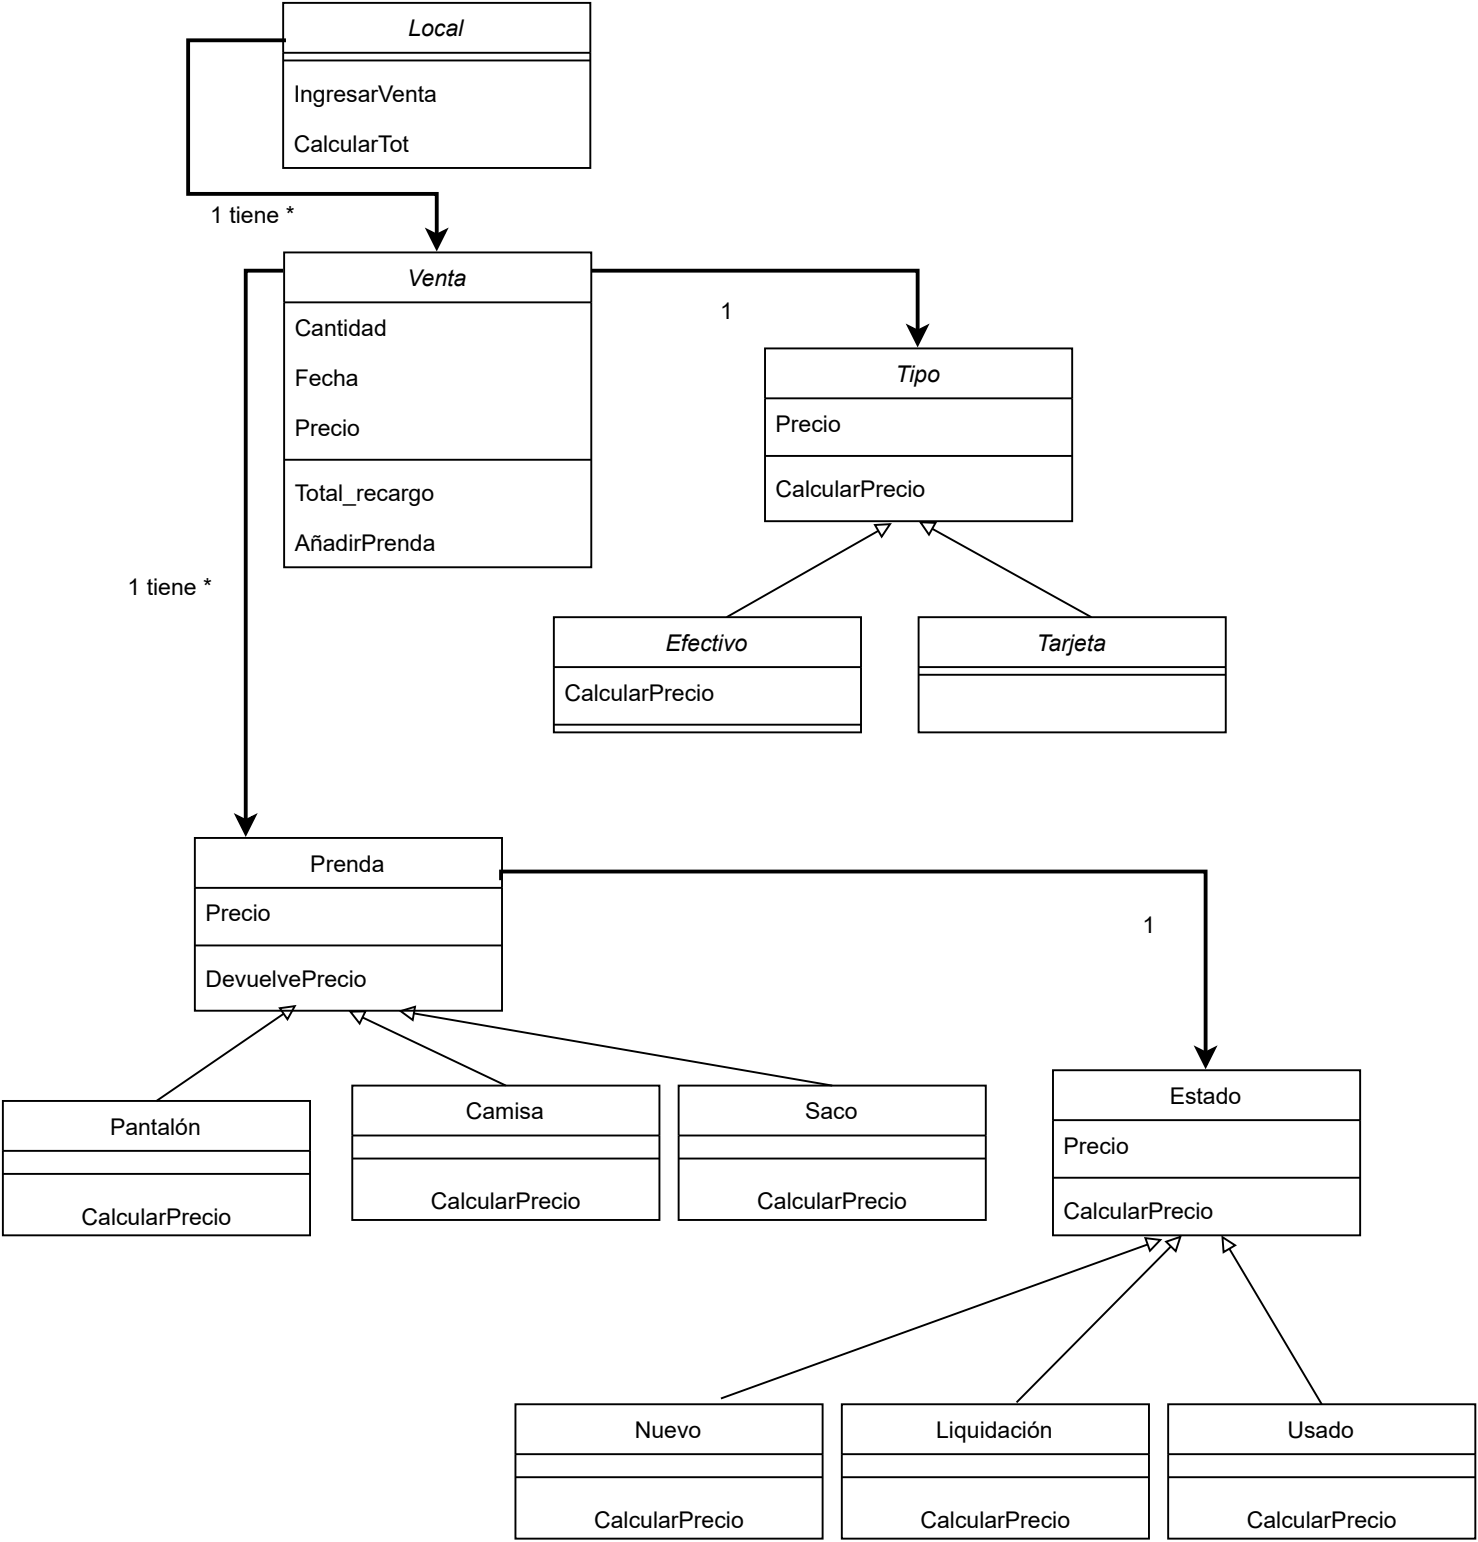 Local
IngresarVenta
CalcularTot
1 tiene *
Venta
Cantidad
Fecha
Precio
Total_recargo
AñadirPrenda
1
Tipo
Precio
CalcularPrecio
1 tiene *
Efectivo
CalcularPrecio
Tarjeta
Prenda
Precio
DevuelvePrecio
1
Pantalón
CalcularPrecio
Camisa
CalcularPrecio
Saco
CalcularPrecio
Estado
Precio
CalcularPrecio
Nuevo
CalcularPrecio
Liquidación
CalcularPrecio
Usado
CalcularPrecio